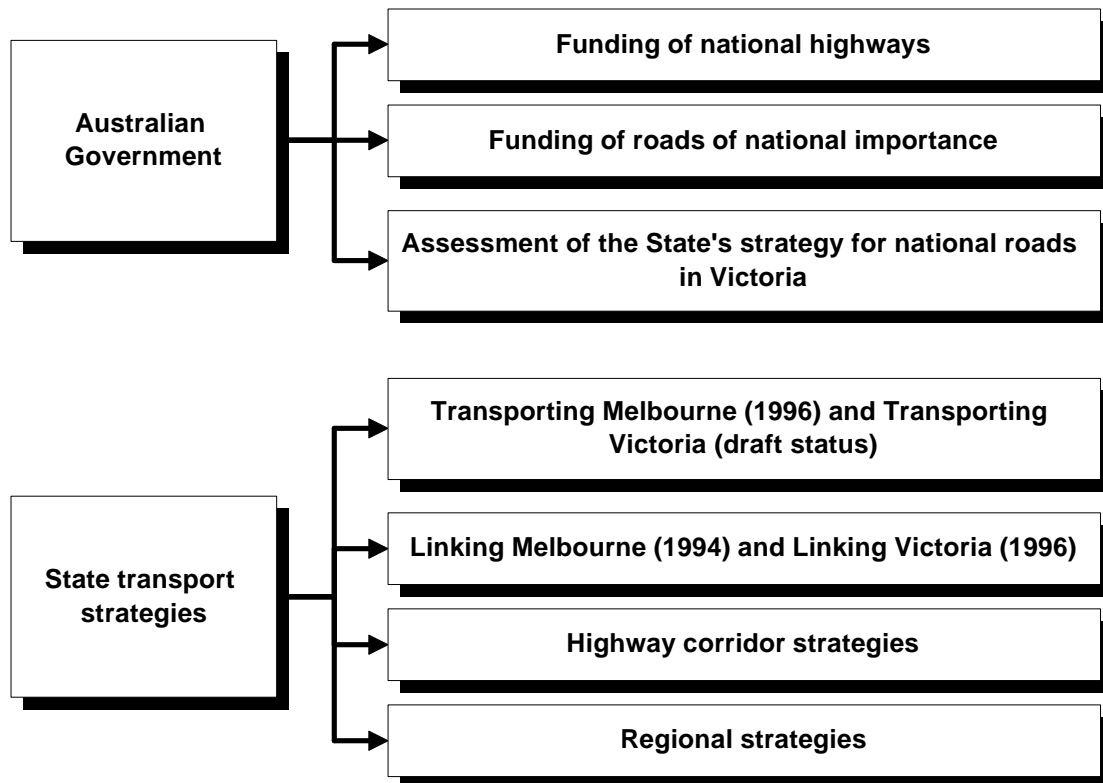 Australian
Government
Funding of national highways
Funding of roads of national importance
Assessment of the State's strategy for national roads
in Victoria
State transport
strategies
Transporting Melbourne (1996) and Transporting
Victoria (draft status)
Linking Melbourne (1994) and Linking Victoria (1996)
Highway corridor strategies
Regional strategies